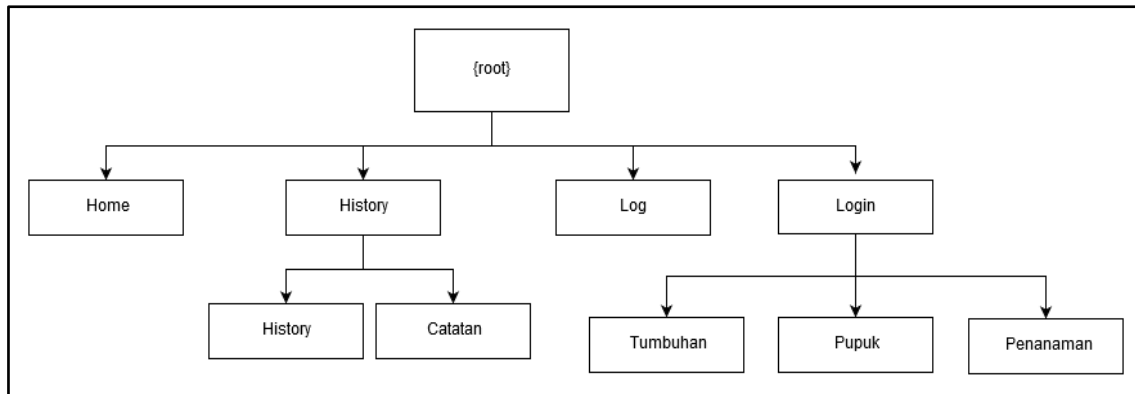 {root}
Home
History
Log
Login
History
Catatan
Tumbuhan
Pupuk
Penanaman